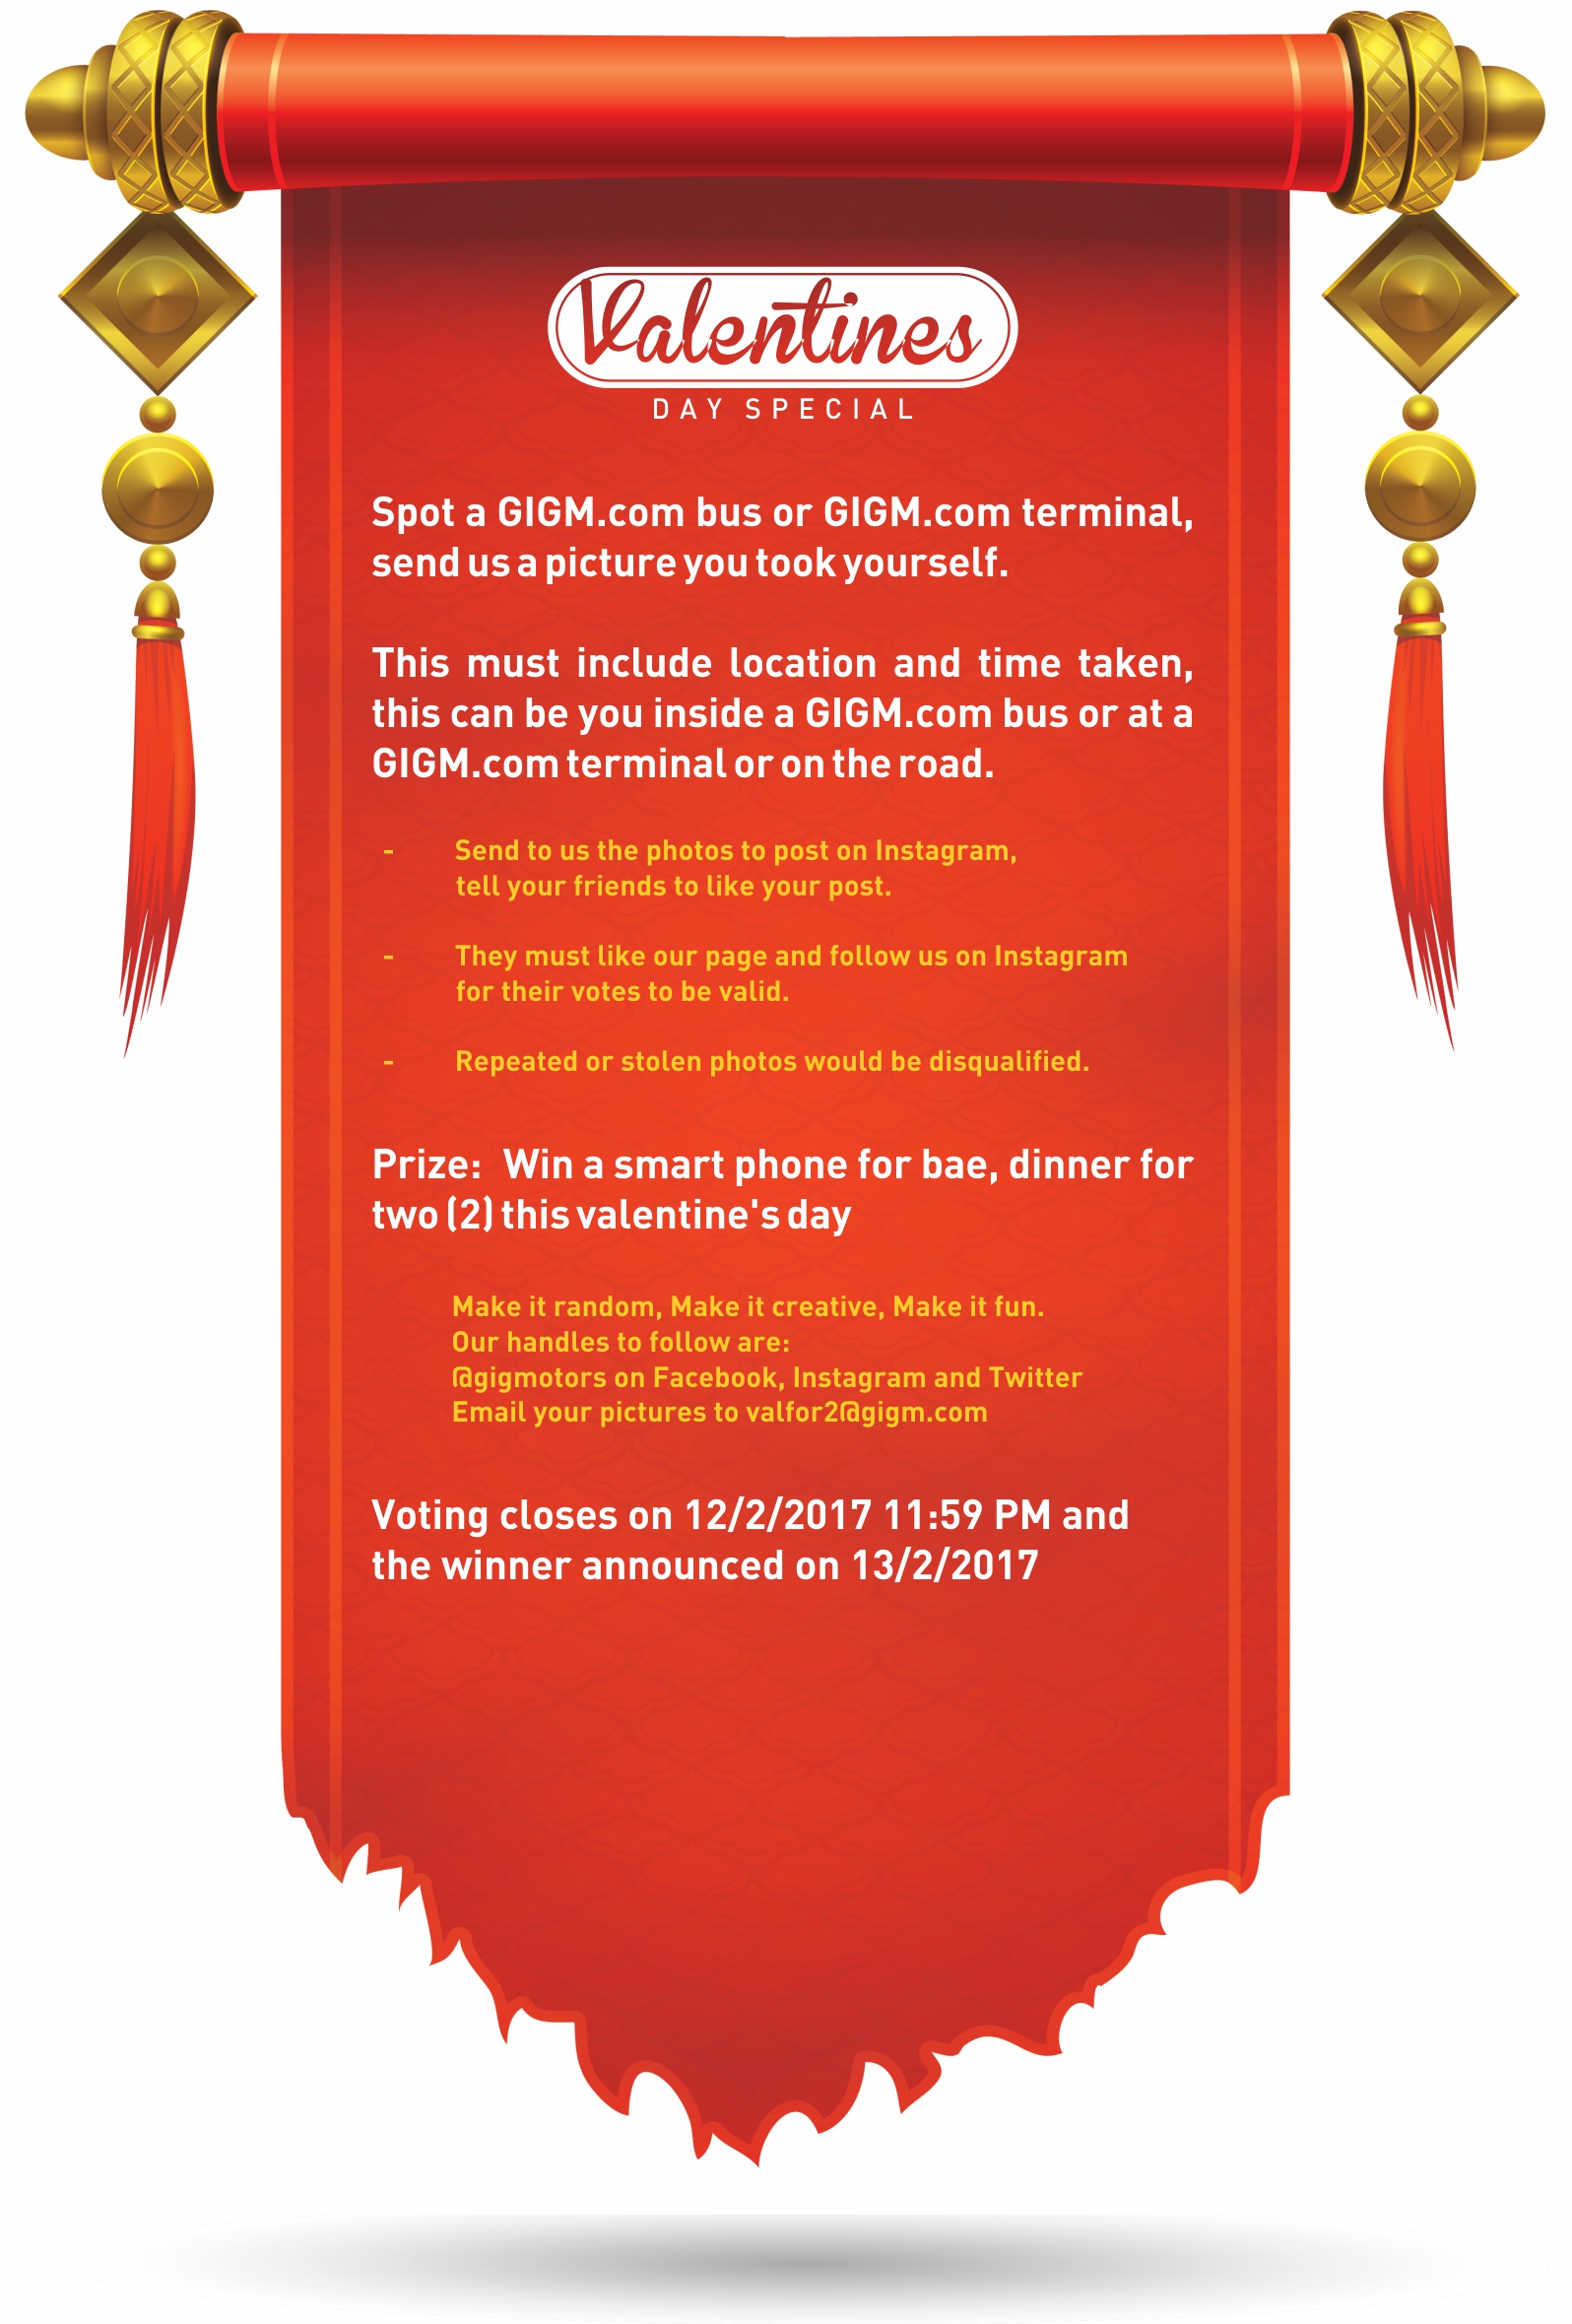 Valentines
DAY SPECIAL
Spot a GIGM.com bus or GIGM.com terminal,
send us a picture you took yourself.
This must include location and time taken,
this can be you inside a GIGM.com bus or at a
GIGM.com terminal or on the road.
- Send to us the photos to post on Instagram,
tell your friends to like your post.
- They must like our page and follow us on Instagram
for their votes to be valid.
- Repeated or stolen photos would be disqualified.
Prize: Win a smart phone for bae, dinner for
two (2) this valentine's day
Make it random, Make it creative, Make it fun.
Our handles to follow are:
@gigmotors on Facebook, Instagram and Twitter
Email your pictures to valfor2@gigm.com
Voting closes on 12/2/2017 11:59 PM and
the winner announced on 13/2/2017